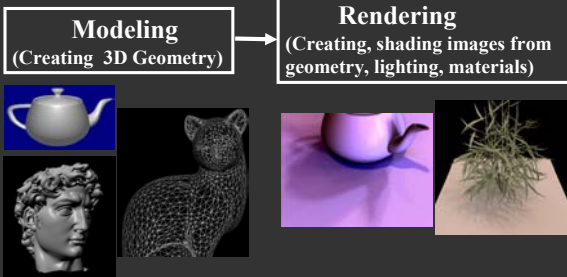 Modeling
(Creating 3D Geometry)
Rendering
(Creating, shading images from
geometry, lighting, materials)